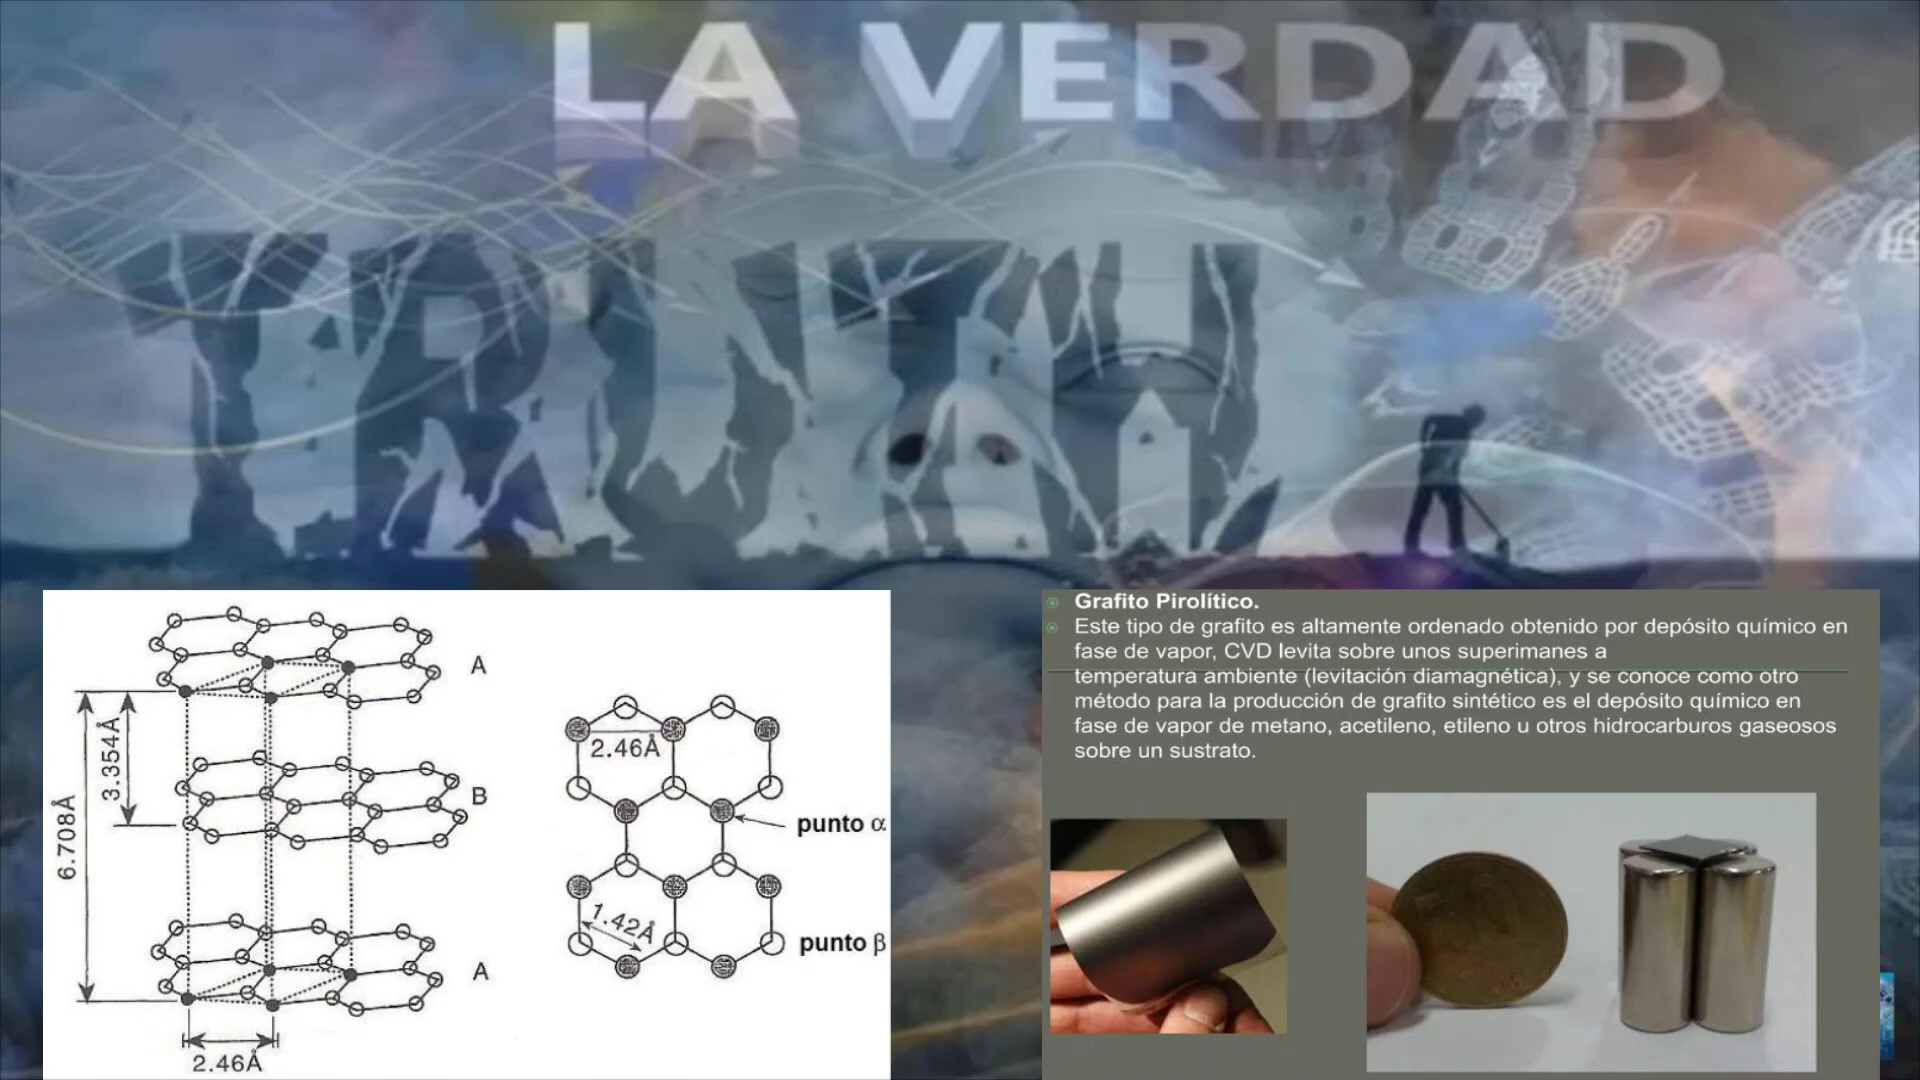 LA VERDAD
TRUTH
A
3.354Å
6.708Å
B
A
2.46Å
2.46Å
punto α
1.42Å
punto β
Grafito Pirolítico.
Este tipo de grafito es altamente ordenado obtenido por depósito químico en
fase de vapor, CVD levita sobre unos superimanes a
temperatura ambiente (levitación diamagnética), y se conoce como otro
método para la producción de grafito sintético es el depósito químico en
fase de vapor de metano, acetileno, etileno u otros hidrocarburos gaseosos
sobre un sustrato.